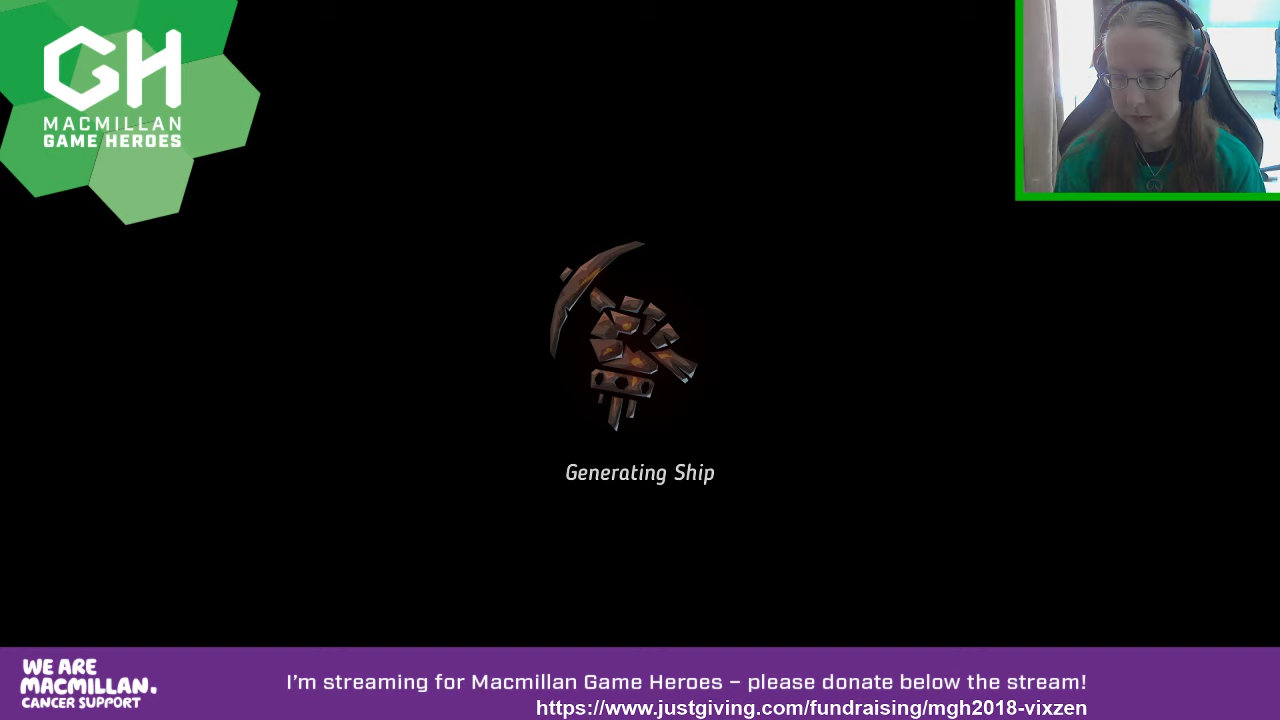 GH
MACMILLAN
GAME HEROES
Generating Ship
WE ARE
MACMILLAN.
CANCER SUPPORT
I'm streaming for Macmillan Game Heroes – please donate below the stream!
https://www.justgiving.com/fundraising/mgh2018-vixzen